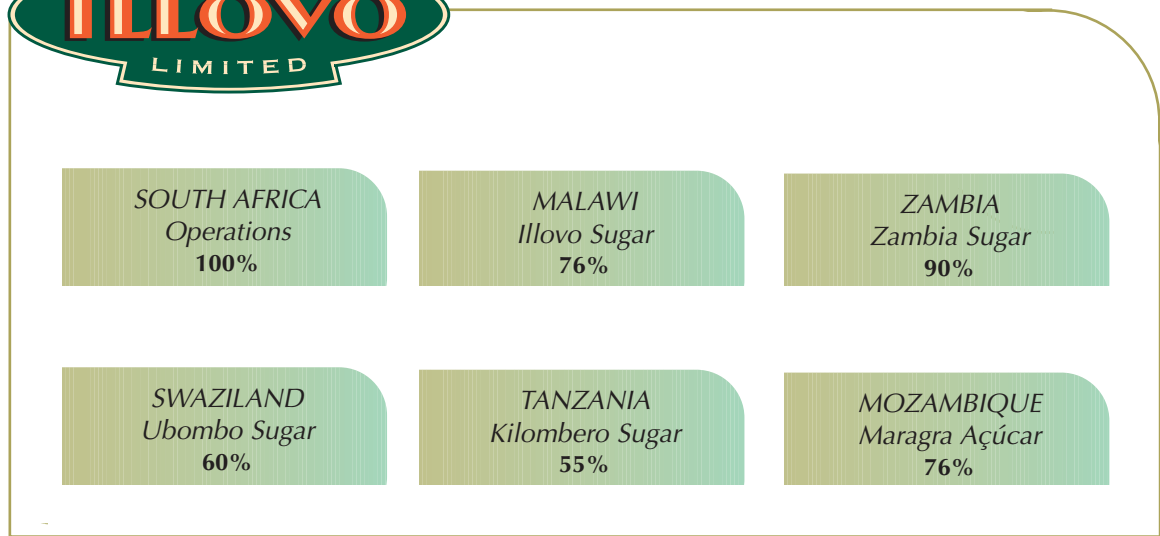 ILLOVO
LIMITED
SOUTH AFRICA
Operations
100%
MALAWI
Illovo Sugar
76%
ZAMBIA
Zambia Sugar
90%
SWAZILAND
Ubombo Sugar
60%
TANZANIA
Kilombero Sugar
55%
MOZAMBIQUE
Maragra Açúcar
76%